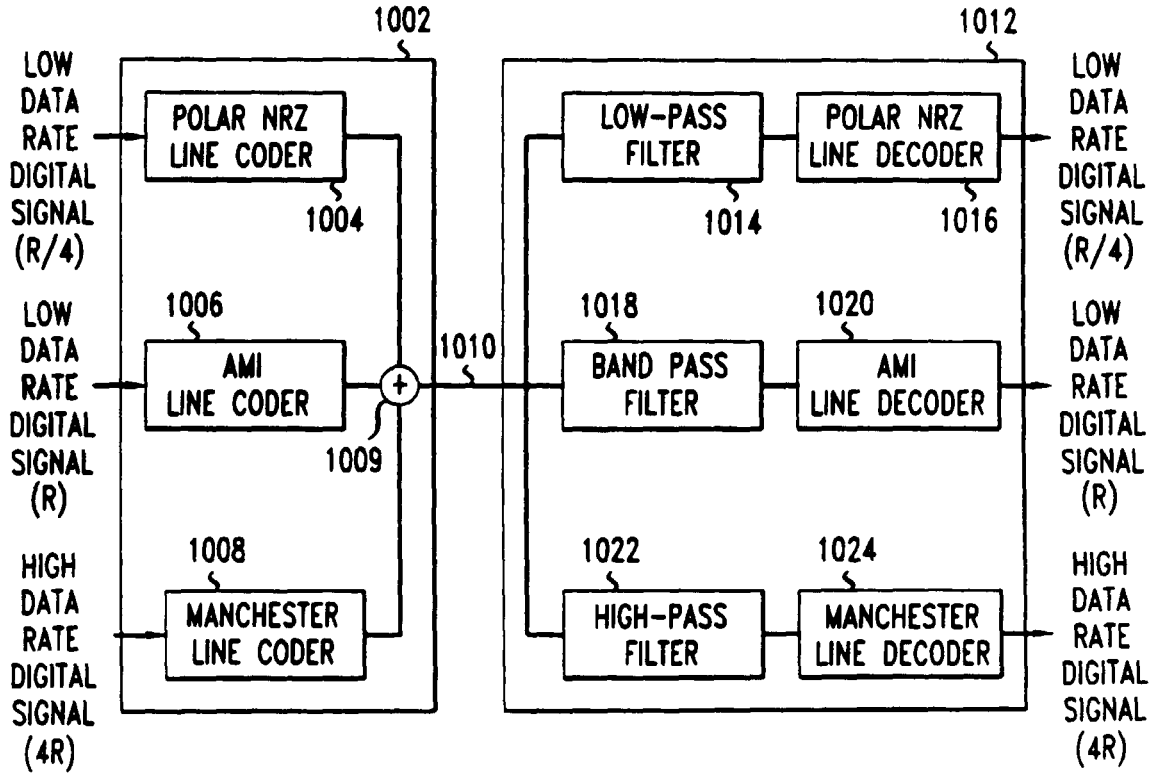 1002
1012
LOW
DATA
RATE
DIGITAL
SIGNAL
(R/4)
POLAR NRZ
LINE CODER
1004
LOW-PASS
FILTER
1014
POLAR NRZ
LINE DECODER
1016
LOW
DATA
RATE
DIGITAL
SIGNAL
(R/4)
LOW
DATA
RATE
DIGITAL
SIGNAL
(R)
1006
AMI
LINE CODER
+
1009
1010
1018
BAND PASS
FILTER
1020
AMI
LINE DECODER
LOW
DATA
RATE
DIGITAL
SIGNAL
(R)
HIGH
DATA
RATE
DIGITAL
SIGNAL
(4R)
1008
MANCHESTER
LINE CODER
1022
HIGH-PASS
FILTER
1024
MANCHESTER
LINE DECODER
HIGH
DATA
RATE
DIGITAL
SIGNAL
(4R)